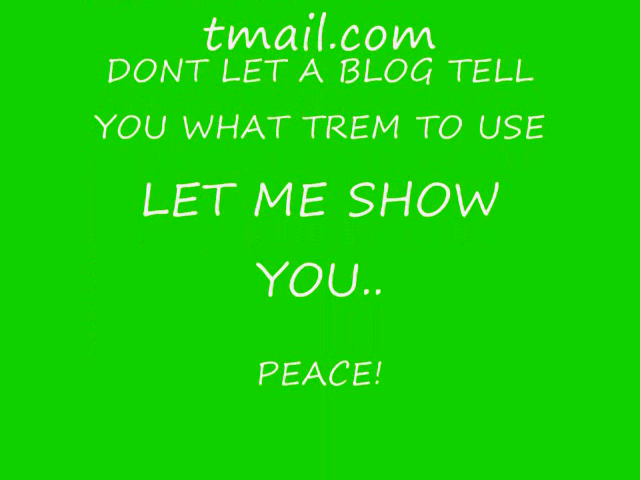 tmail.com
DONT LET A BLOG TELL
YOU WHAT TREM TO USE
LET ME SHOW
YOU..
PEACE!